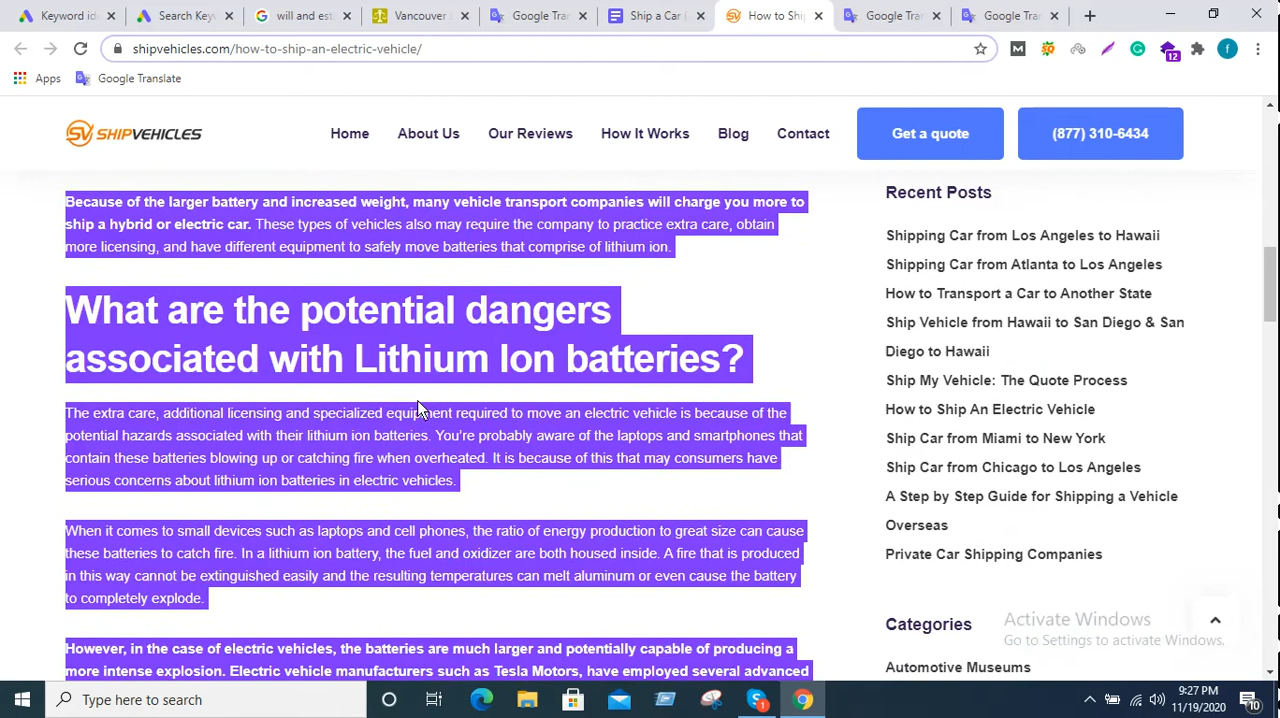 Keyword ide
Search Key
will and est
Vancouver
Google Tran
Ship a Car
How to Ship
Google Tran
Google Tran
shipvehicles.com/how-to-ship-an-electric-vehicle/
12
f
Apps
Google Translate
SV SHIPVEHICLES
Home
About Us
Our Reviews
How It Works
Blog
Contact
Get a quote
(877) 310-6434
Because of the larger battery and increased weight, many vehicle transport companies will charge you more to
ship a hybrid or electric car. These types of vehicles also may require the company to practice extra care, obtain
more licensing, and have different equipment to safely move batteries that comprise of lithium ion.
What are the potential dangers
associated with Lithium Ion batteries?
The extra care, additional licensing and specialized equipment required to move an electric vehicle is because of the
potential hazards associated with their lithium ion batteries. You're probably aware of the laptops and smartphones that
contain these batteries blowing up or catching fire when overheated. It is because of this that may consumers have
serious concerns about lithium ion batteries in electric vehicles.
When it comes to small devices such as laptops and cell phones, the ratio of energy production to great size can cause
these batteries to catch fire. In a lithium ion battery, the fuel and oxidizer are both housed inside. A fire that is produced
in this way cannot be extinguished easily and the resulting temperatures can melt aluminum or even cause the battery
to completely explode.
However, in the case of electric vehicles, the batteries are much larger and potentially capable of producing a
more intense explosion. Electric vehicle manufacturers such as Tesla Motors, have employed several advanced
Recent Posts
Shipping Car from Los Angeles to Hawaii
Shipping Car from Atlanta to Los Angeles
How to Transport a Car to Another State
Ship Vehicle from Hawaii to San Diego & San
Diego to Hawaii
Ship My Vehicle: The Quote Process
How to Ship An Electric Vehicle
Ship Car from Miami to New York
Ship Car from Chicago to Los Angeles
A Step by Step Guide for Shipping a Vehicle
Overseas
Private Car Shipping Companies
Categories
Automotive Museums
Activate Windows
Go to Settings to activate Windows.
Type here to search
1
9:27 PM
11/19/2020
10